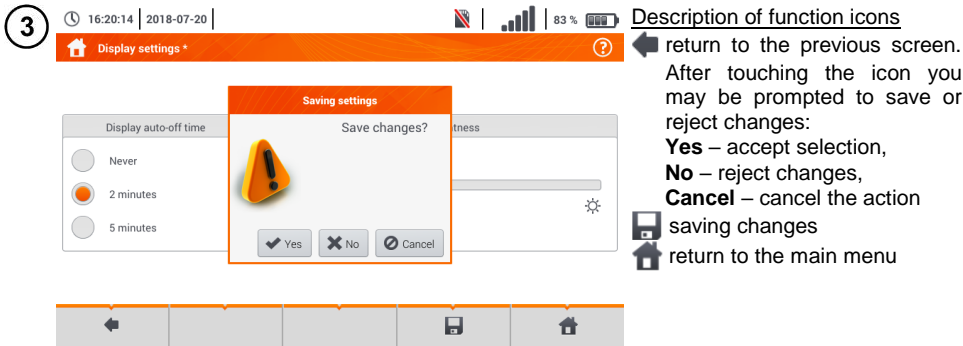 3
16:20:14 2018-07-20 83 %
Display settings * ?
Saving settings
Save changes?
Display auto-off time
tness
Never
2 minutes
5 minutes
Yes No Cancel
Description of function icons
return to the previous screen.
After touching the icon you
may be prompted to save or
reject changes:
Yes – accept selection,
No – reject changes,
Cancel – cancel the action
saving changes
return to the main menu